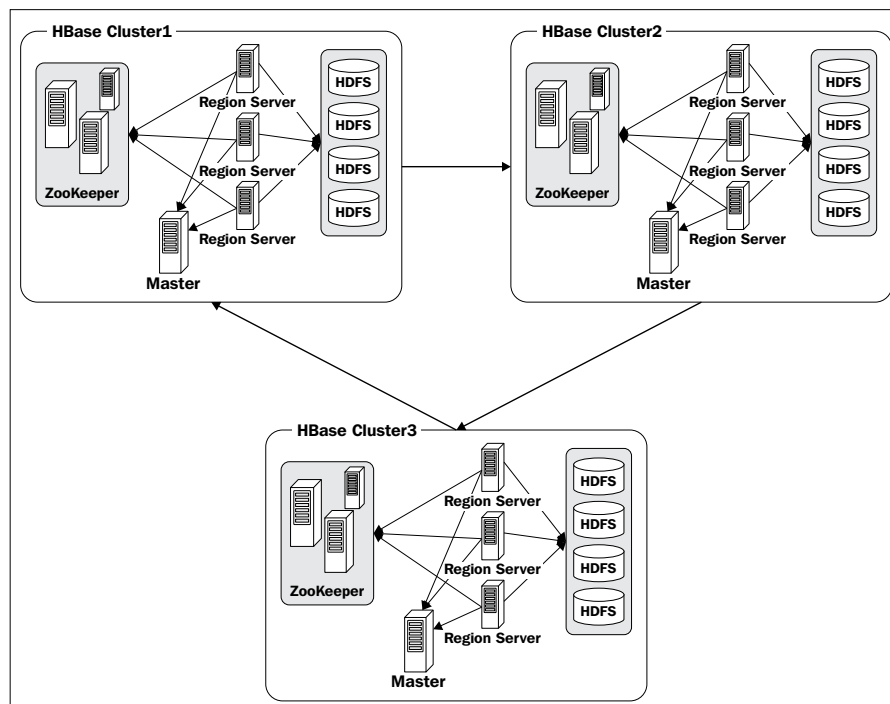 HBase Cluster1
Region Server
Region Server
Region Server
ZooKeeper
Master
HDFS
HDFS
HDFS
HDFS
HBase Cluster2
Region Server
Region Server
Region Server
ZooKeeper
Master
HDFS
HDFS
HDFS
HDFS
HBase Cluster3
Region Server
Region Server
Region Server
ZooKeeper
Master
HDFS
HDFS
HDFS
HDFS